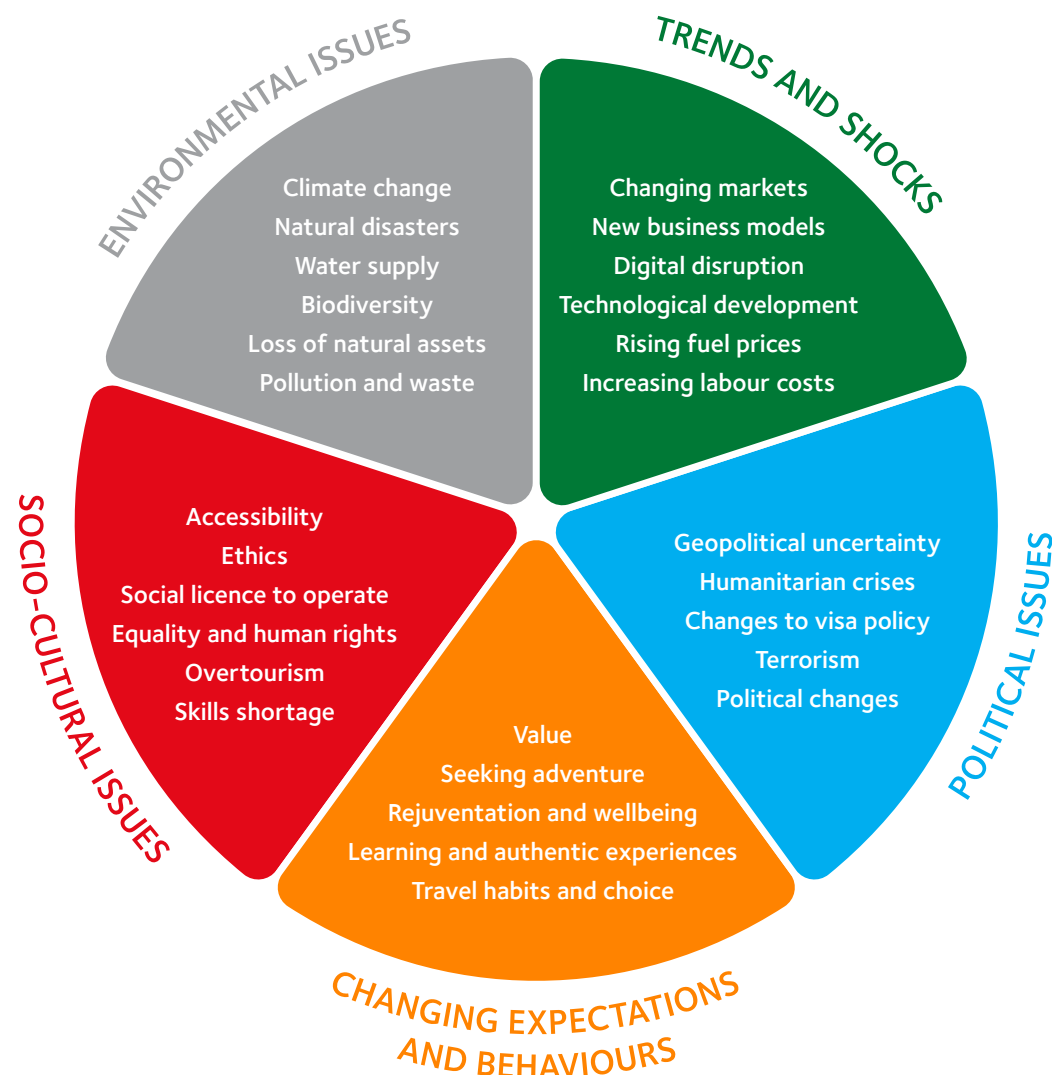 ENVIRONMENTAL ISSUES
Climate change
Natural disasters
Water supply
Biodiversity
Loss of natural assets
Pollution and waste
TRENDS AND SHOCKS
Changing markets
New business models
Digital disruption
Technological development
Rising fuel prices
Increasing labour costs
POLITICAL ISSUES
Geopolitical uncertainty
Humanitarian crises
Changes to visa policy
Terrorism
Political changes
CHANGING EXPECTATIONS
AND BEHAVIOURS
Value
Seeking adventure
Rejuventation and wellbeing
Learning and authentic experiences
Travel habits and choice
SOCIO-CULTURAL ISSUES
Accessibility
Ethics
Social licence to operate
Equality and human rights
Overtourism
Skills shortage